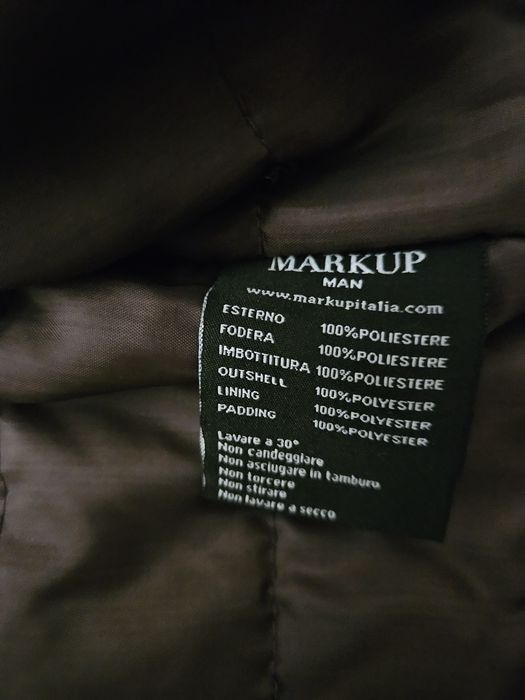 MARKUP
MAN
www.markupitalia.com
ESTERNO 100%POLIESTERE
FODERA 100%POLIESTERE
IMBOTTITURA 100%POLIESTERE
OUTSHELL 100%POLYESTER
LINING 100%POLYESTER
PADDING 100%POLYESTER
Lavare a 30°
Non candeggiare
Non asciugare in tamburo
Non torcere
Non stirare
Non lavare a secco